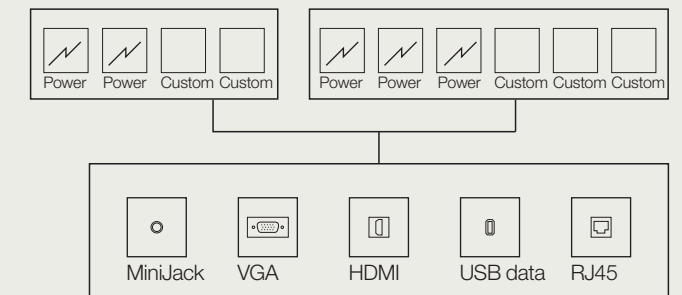 Power Power Custom Custom
Power Power Power Custom Custom Custom
MiniJack VGA HDMI USB data RJ45